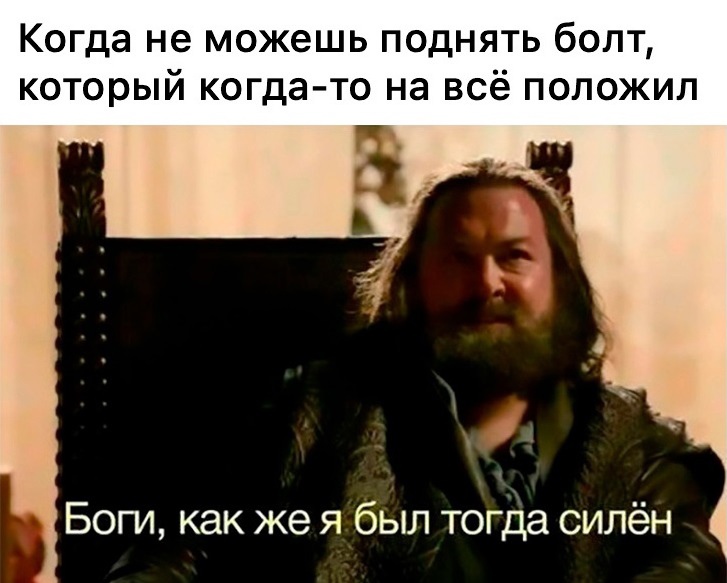 Когда не можешь поднять болт,
который когда-то на всё положил
Боги, как же я был тогда силён